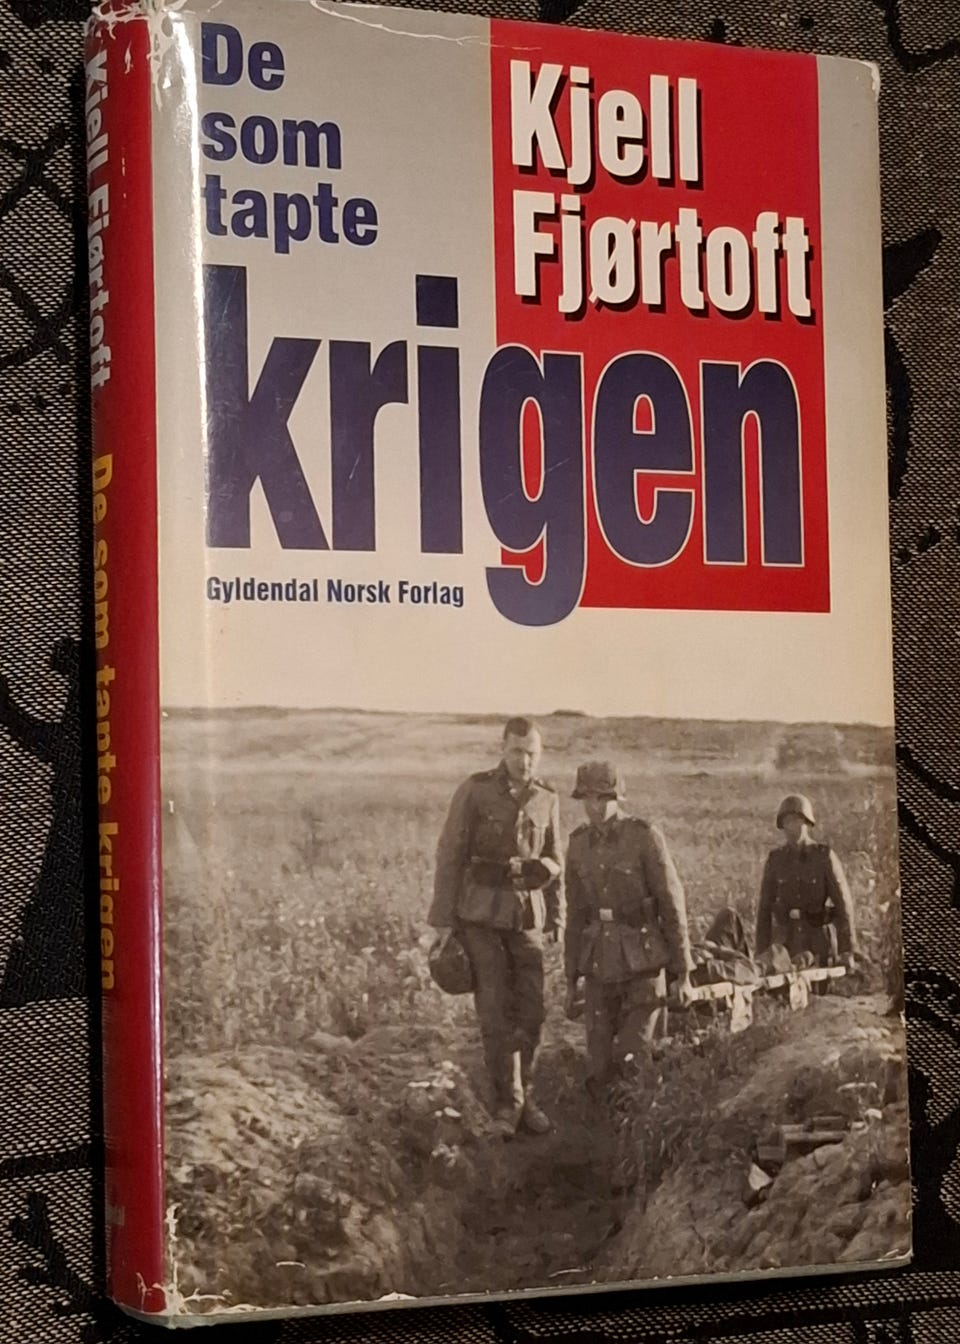 De
som
tapte
krigen
Kjell
Fjørtoft
Gyldendal Norsk Forlag
Kjell Fjørtoft
De som tapte krigen